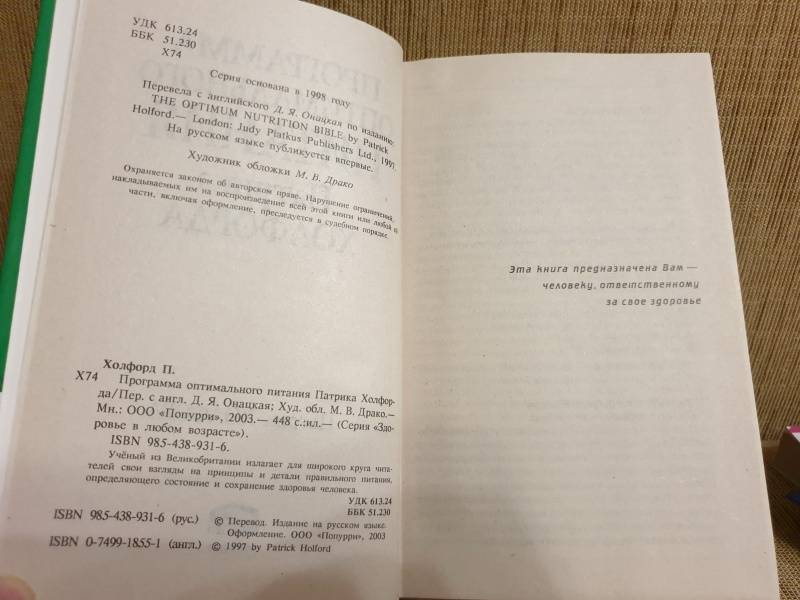 УДК 613.24
ББК 51.230
Х74
Серия основана в 1998 году
Перевела с английского Д. Я. Онацкая по изданию:
THE OPTIMUM NUTRITION BIBLE by Patrick
Holford.— London: Judy Piatkus Publishers Ltd., 1997.
На русском языке публикуется впервые.
Художник обложки М. В. Драко
Охраняется законом об авторском праве. Нарушение ограничений,
накладываемых им на воспроизведение всей этой книги или любой ее
части, включая оформление, преследуется в судебном порядке.
Холфорд П.
Х74 Программа оптимального питания Патрика Холфор-
да/Пер. с англ. Д. Я. Онацкая; Худ. обл. М. В. Драко.—
Мн.: ООО «Попурри», 2003.— 448 с.:ил.— (Серия «Здо-
ровье в любом возрасте»).
ISBN 985-438-931-6.
Учёный из Великобритании излагает для широкого круга чита-
телей свои взгляды на принципы и детали правильного питания,
определяющего состояние и сохранение здоровья человека.
УДК 613.24
ББК 51.230
ISBN 985-438-931-6 (рус.) © Перевод. Издание на русском языке.
Оформление. ООО «Попурри», 2003
ISBN 0-7499-1855-1 (англ.) © 1997 by Patrick Holford
Эта книга предназначена Вам —
человеку, ответственному
за свое здоровье